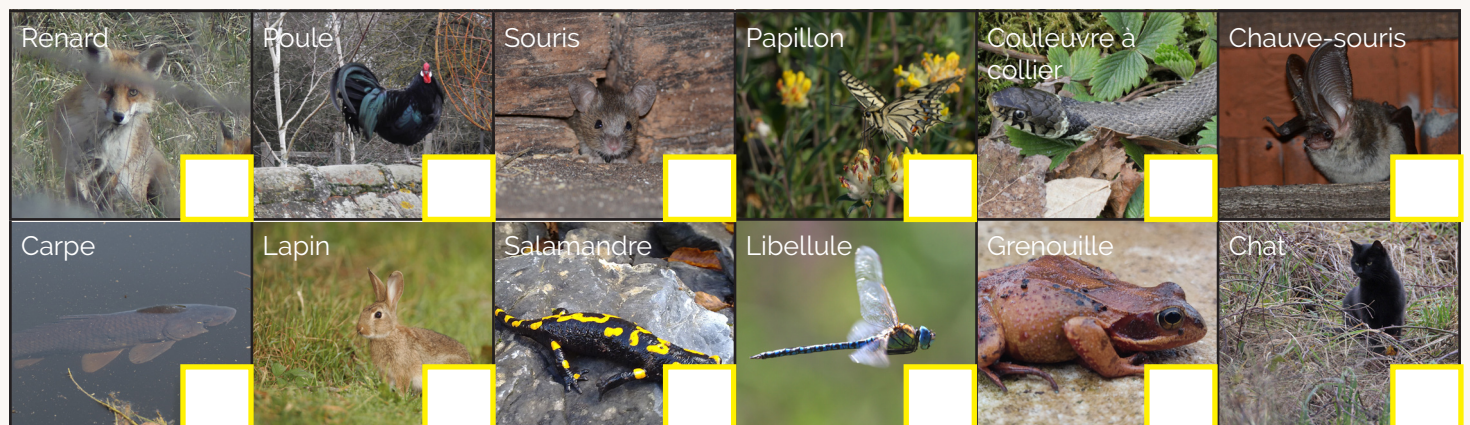 Renard
Poule
Souris
Papillon
Couleuvre à
collier
Chauve-souris
Carpe
Lapin
Salamandre
Libellule
Grenouille
Chat